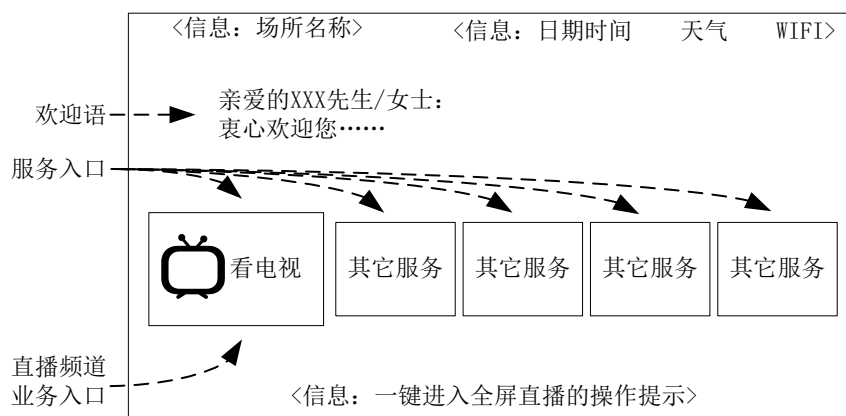 <信息：场所名称> <信息：日期时间 天气 WIFI>
欢迎语
亲爱的XXX先生/女士：
衷心欢迎您……
服务入口
看电视 其它服务 其它服务 其它服务 其它服务
直播频道
业务入口
<信息：一键进入全屏直播的操作提示>